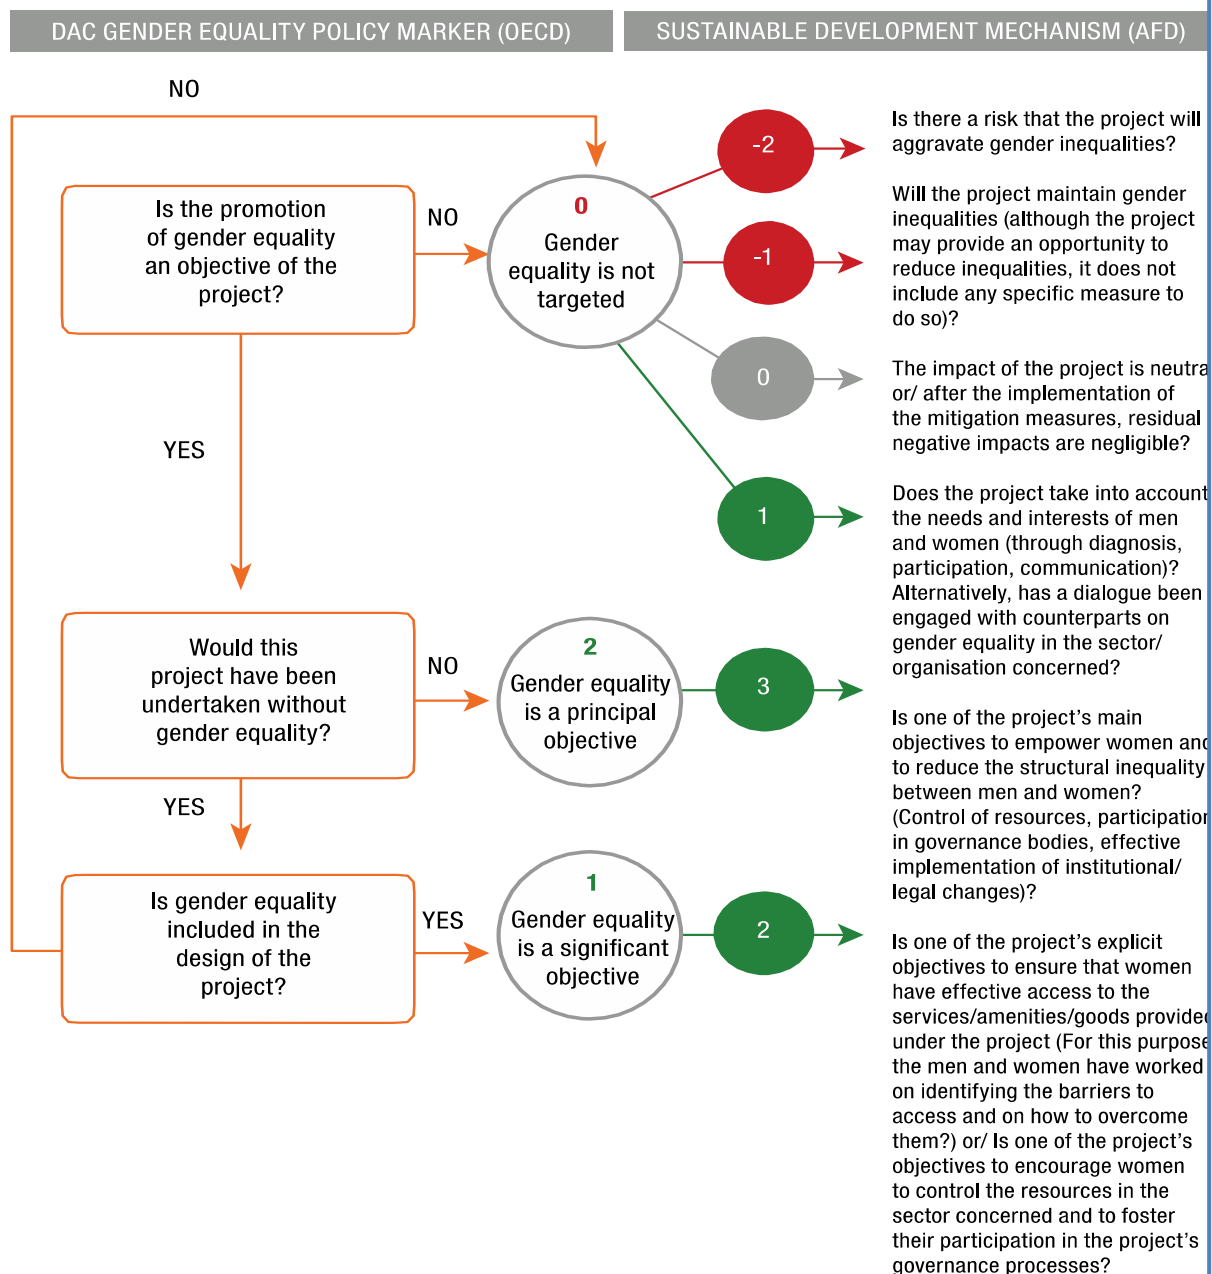 DAC GENDER EQUALITY POLICY MARKER (OECD)
SUSTAINABLE DEVELOPMENT MECHANISM (AFD)
NO
Is the promotion
of gender equality
an objective of the
project?
NO
0
Gender
equality is not
targeted
-2
Is there a risk that the project will
aggravate gender inequalities?
-1
Will the project maintain gender
inequalities (although the project
may provide an opportunity to
reduce inequalities, it does not
include any specific measure to
do so)?
0
The impact of the project is neutra
or/ after the implementation of
the mitigation measures, residual
negative impacts are negligible?
YES
1
Does the project take into account
the needs and interests of men
and women (through diagnosis,
participation, communication)?
Alternatively, has a dialogue been
engaged with counterparts on
gender equality in the sector/
organisation concerned?
Would this
project have been
undertaken without
gender equality?
NO
2
Gender equality
is a principal
objective
3
Is one of the project's main
objectives to empower women and
to reduce the structural inequality
between men and women?
(Control of resources, participation
in governance bodies, effective
implementation of institutional/
legal changes)?
YES
Is gender equality
included in the
design of the
project?
YES
1
Gender equality
is a significant
objective
2
Is one of the project's explicit
objectives to ensure that women
have effective access to the
services/amenities/goods provided
under the project (For this purpose
the men and women have worked
on identifying the barriers to
access and on how to overcome
them?) or/ Is one of the project's
objectives to encourage women
to control the resources in the
sector concerned and to foster
their participation in the project's
governance processes?